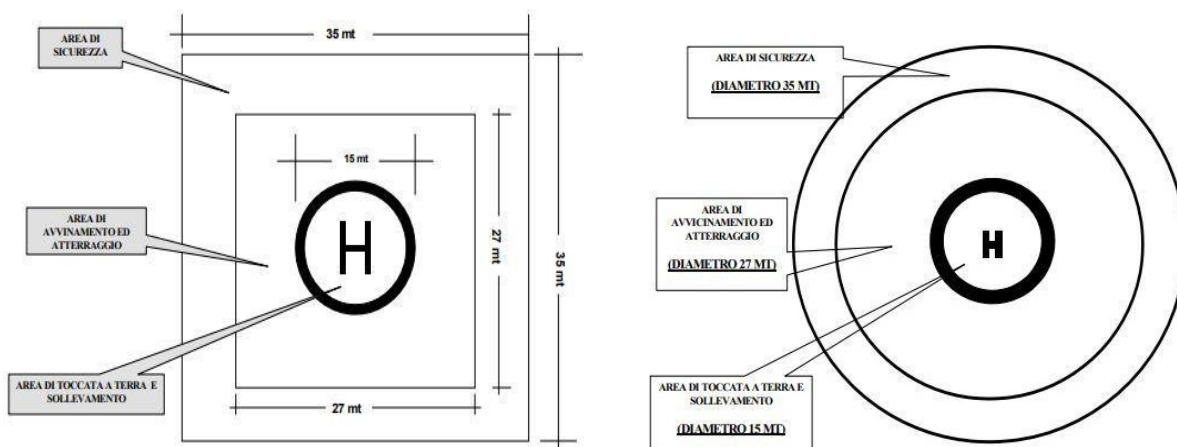 35 mt
AREA DI
SICUREZZA
15 mt
H
AREA DI
AVVINAMENTO ED
ATTERRAGGIO
27 mt
35 mt
AREA DI TOCCATA A TERRA E
SOLLEVAMENTO
27 mt
AREA DI SICUREZZA
(DIAMETRO 35 MT)
AREA DI
AVVICINAMENTO ED
ATTERRAGGIO
(DIAMETRO 27 MT)
H
AREA DI TOCCATA A TERRA E
SOLLEVAMENTO
(DIAMETRO 15 MT)